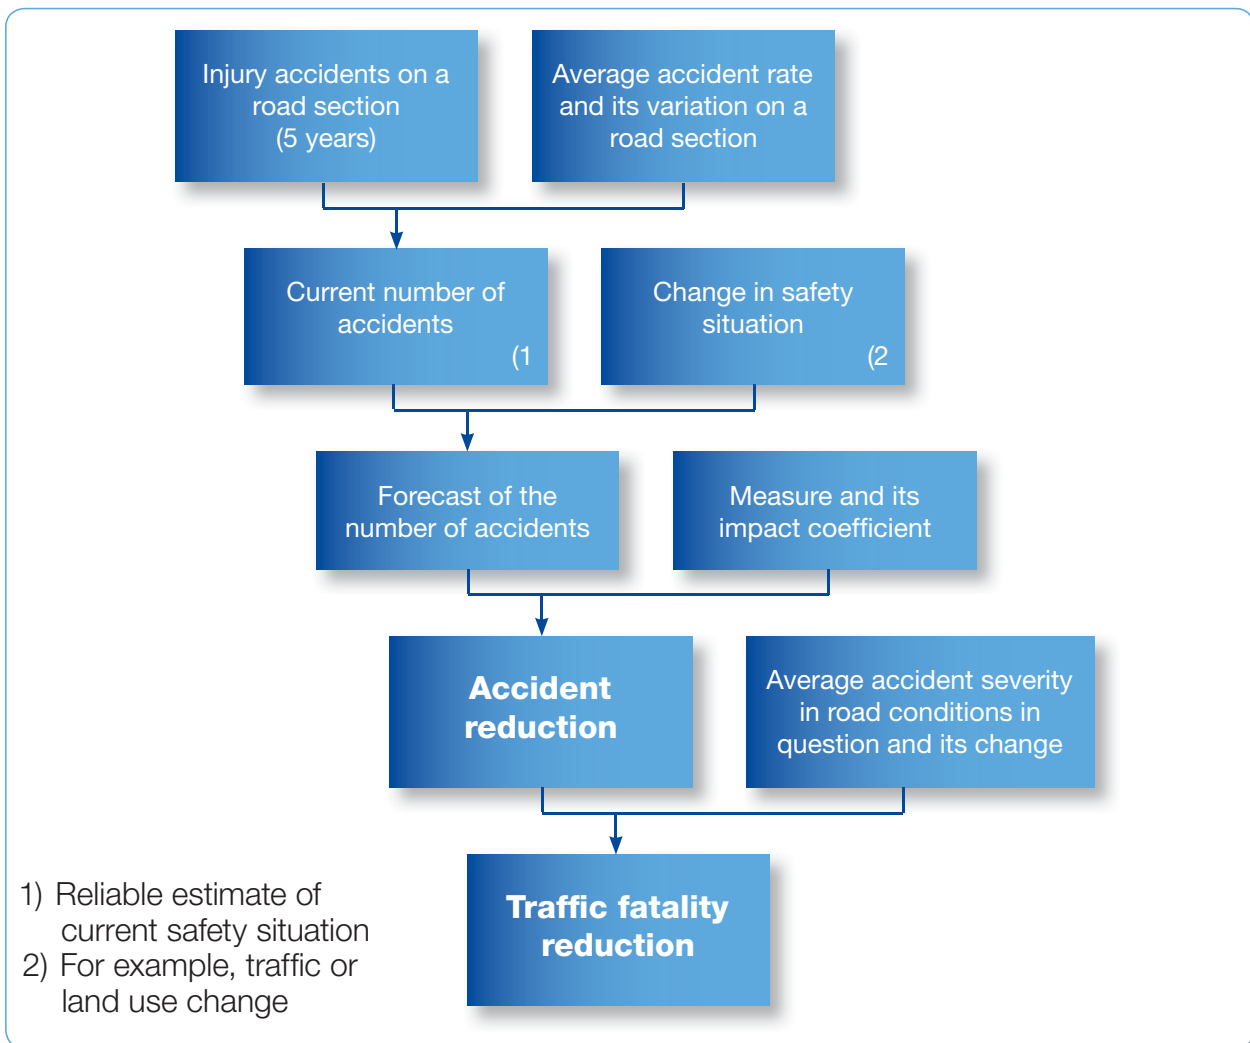 Injury accidents on a
road section
(5 years)
Average accident rate
and its variation on a
road section
Current number of
accidents
(1
Change in safety
situation
(2
Forecast of the
number of accidents
Measure and its
impact coefficient
Accident
reduction
Average accident severity
in road conditions in
question and its change
Traffic fatality
reduction
1) Reliable estimate of
current safety situation
2) For example, traffic or
land use change